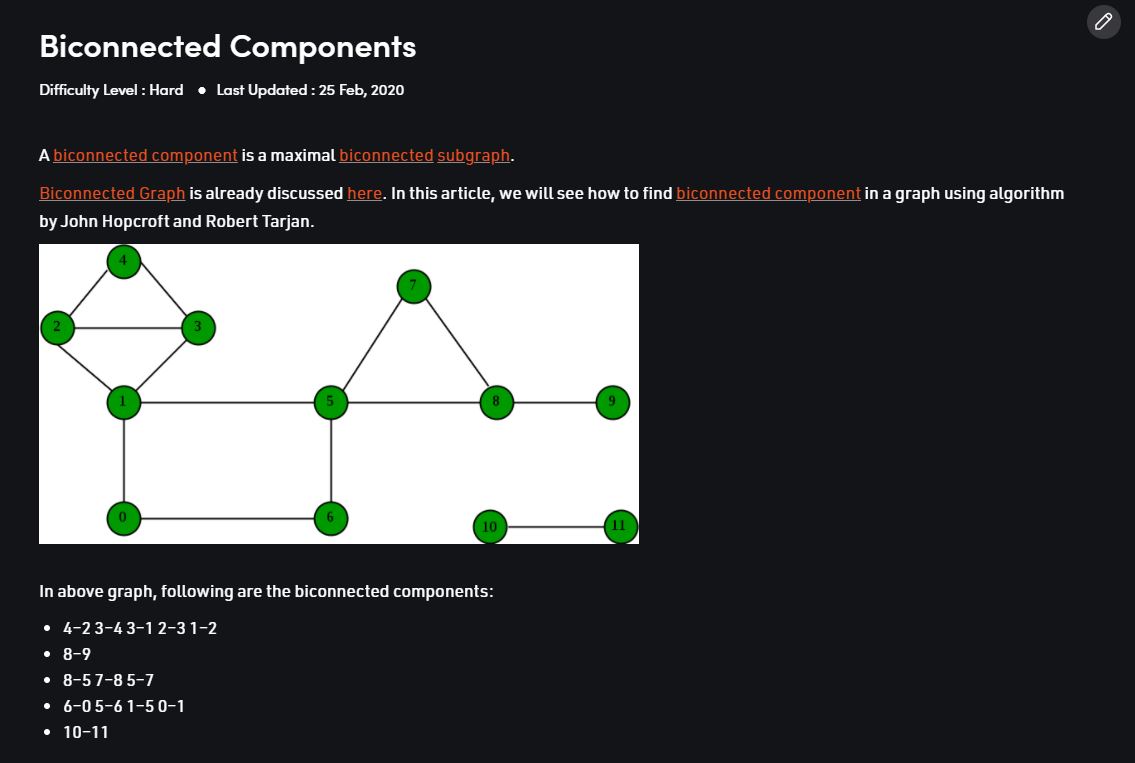 Biconnected Components
Difficulty Level : Hard ● Last Updated : 25 Feb, 2020
A biconnected component is a maximal biconnected subgraph.
Biconnected Graph is already discussed here. In this article, we will see how to find biconnected component in a graph using algorithm
by John Hopcroft and Robert Tarjan.
4
7
2
3
1
5
8
9
0
6
10
11
In above graph, following are the biconnected components:
• 4–2 3–4 3–1 2–3 1–2
• 8–9
• 8–5 7–8 5–7
• 6–0 5–6 1–5 0–1
• 10–11